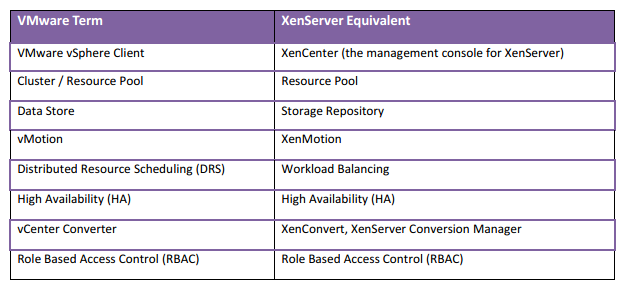 VMware Term XenServer Equivalent
VMware vSphere Client XenCenter (the management console for XenServer)
Cluster / Resource Pool Resource Pool
Data Store Storage Repository
vMotion XenMotion
Distributed Resource Scheduling (DRS) Workload Balancing
High Availability (HA) High Availability (HA)
vCenter Converter XenConvert, XenServer Conversion Manager
Role Based Access Control (RBAC) Role Based Access Control (RBAC)